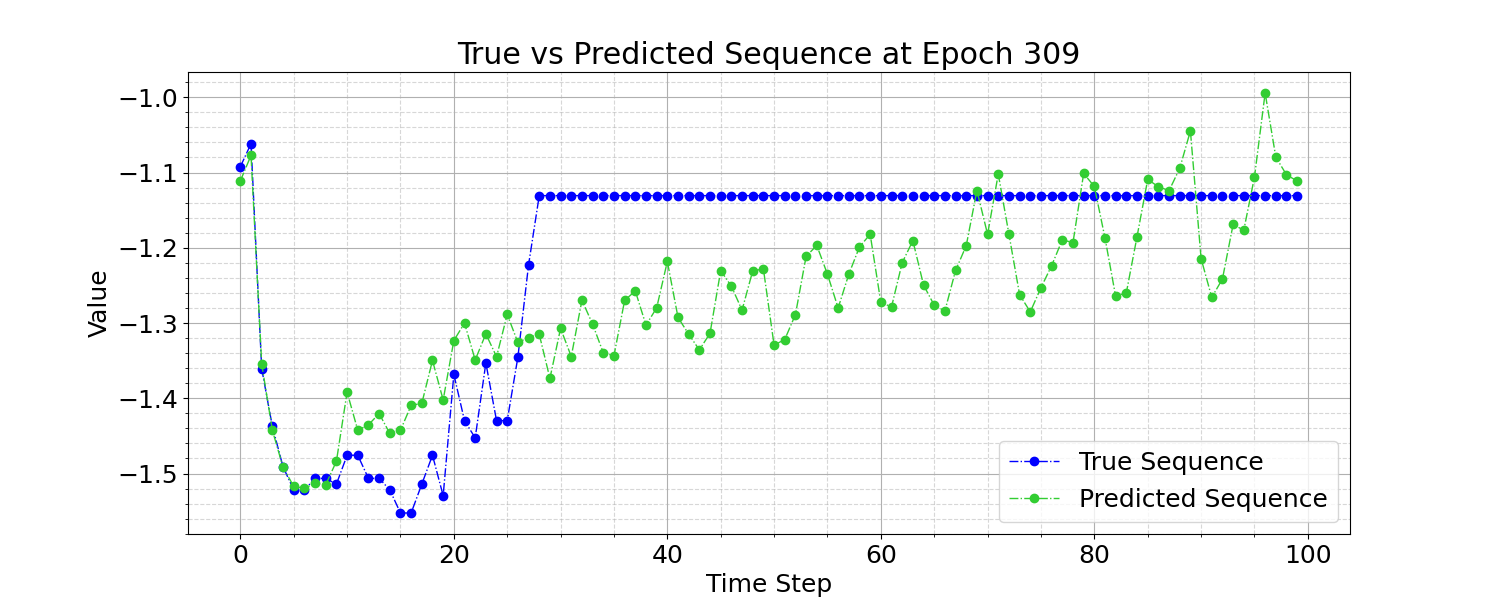 True vs Predicted Sequence at Epoch 309
−1.0
−1.1
−1.2
−1.3
−1.4
−1.5
Value
True Sequence
Predicted Sequence
0 20 40 60 80 100
Time Step